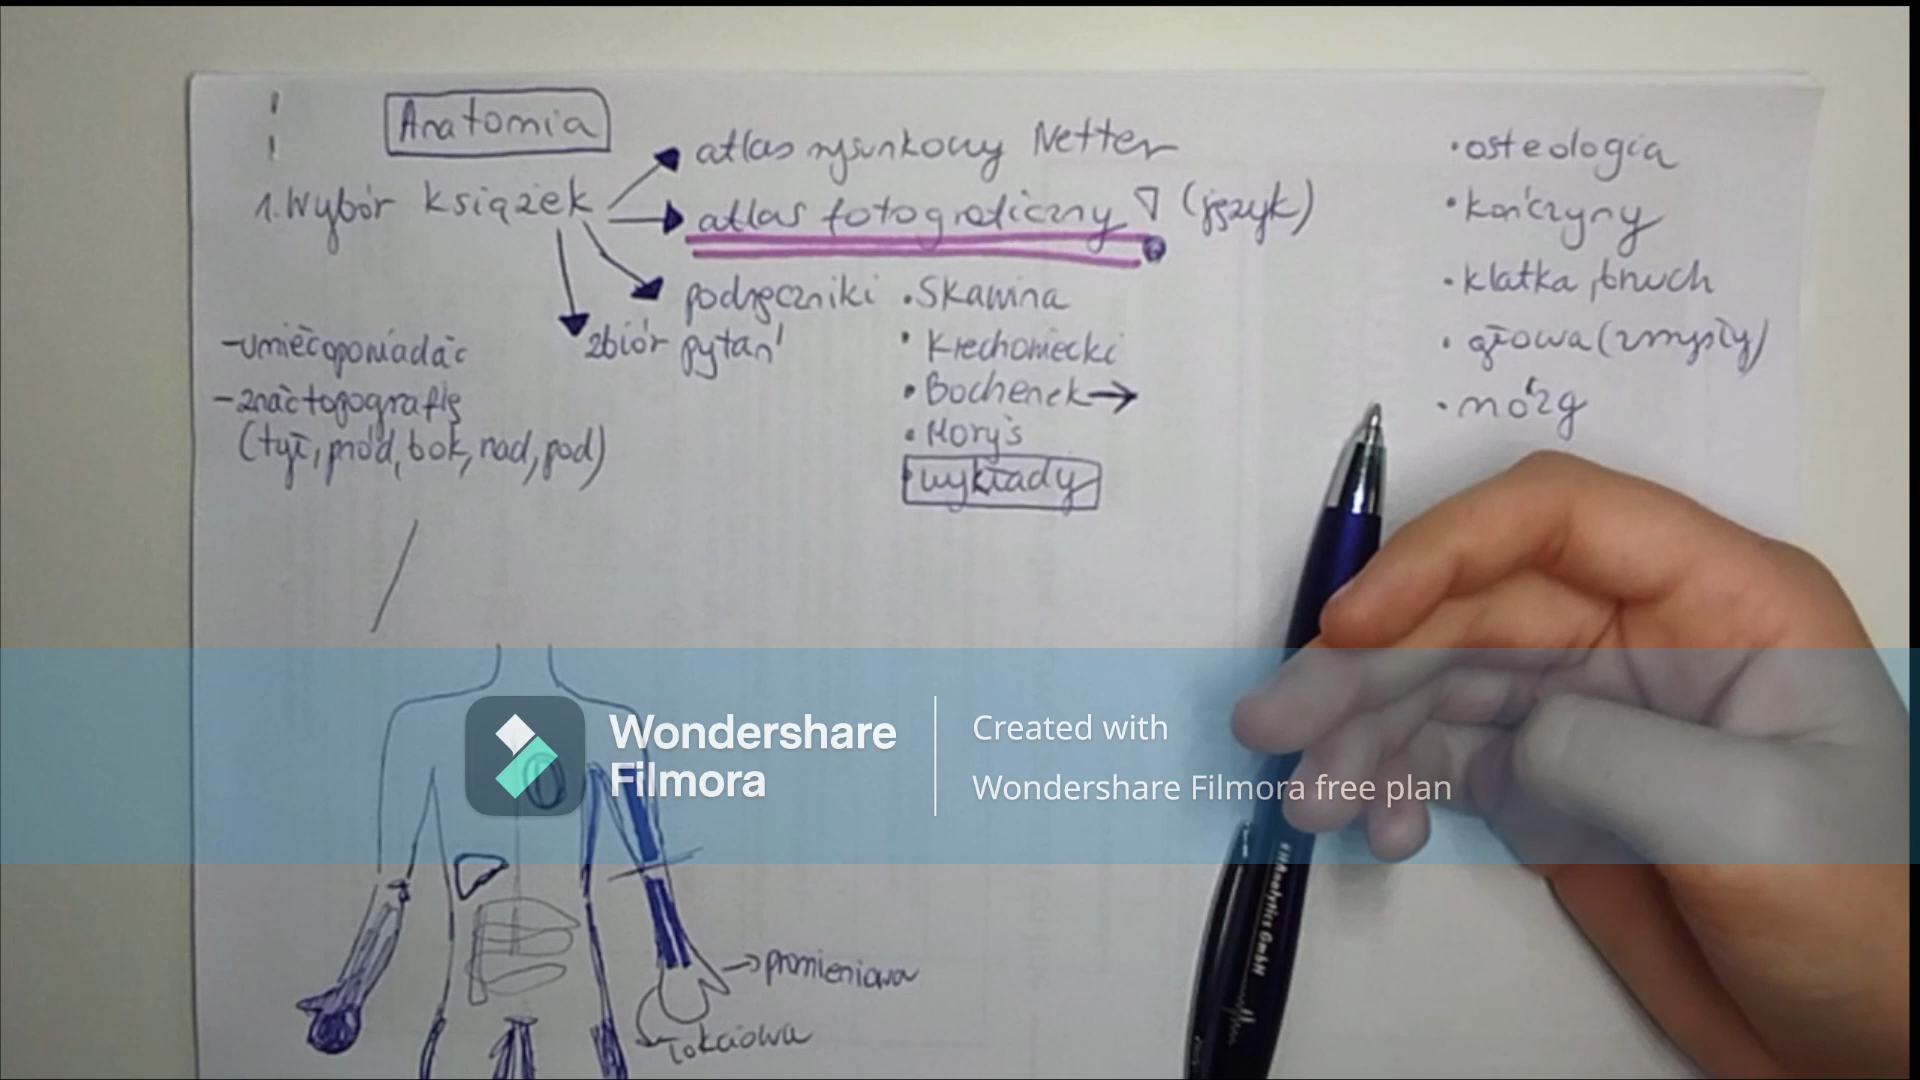 Anatomia
1. Wybór książek
atlas rysunkowy Netter
atlas fotograficzny (język)
podręczniki
• Skawina
zbiór pytań
• Krechowiecki
• Bochenek →
• Moryś
• wykłady
- umieć opowiadać
- znać topografię
(tył, przód, bok, nad, pod)
• osteologia
• kończyny
• klatka, brzuch
• głowa (zmysły)
• mózg
Wondershare
Filmora
Created with
Wondershare Filmora free plan
→ promieniowa
łokciowa
Analytics GmbH